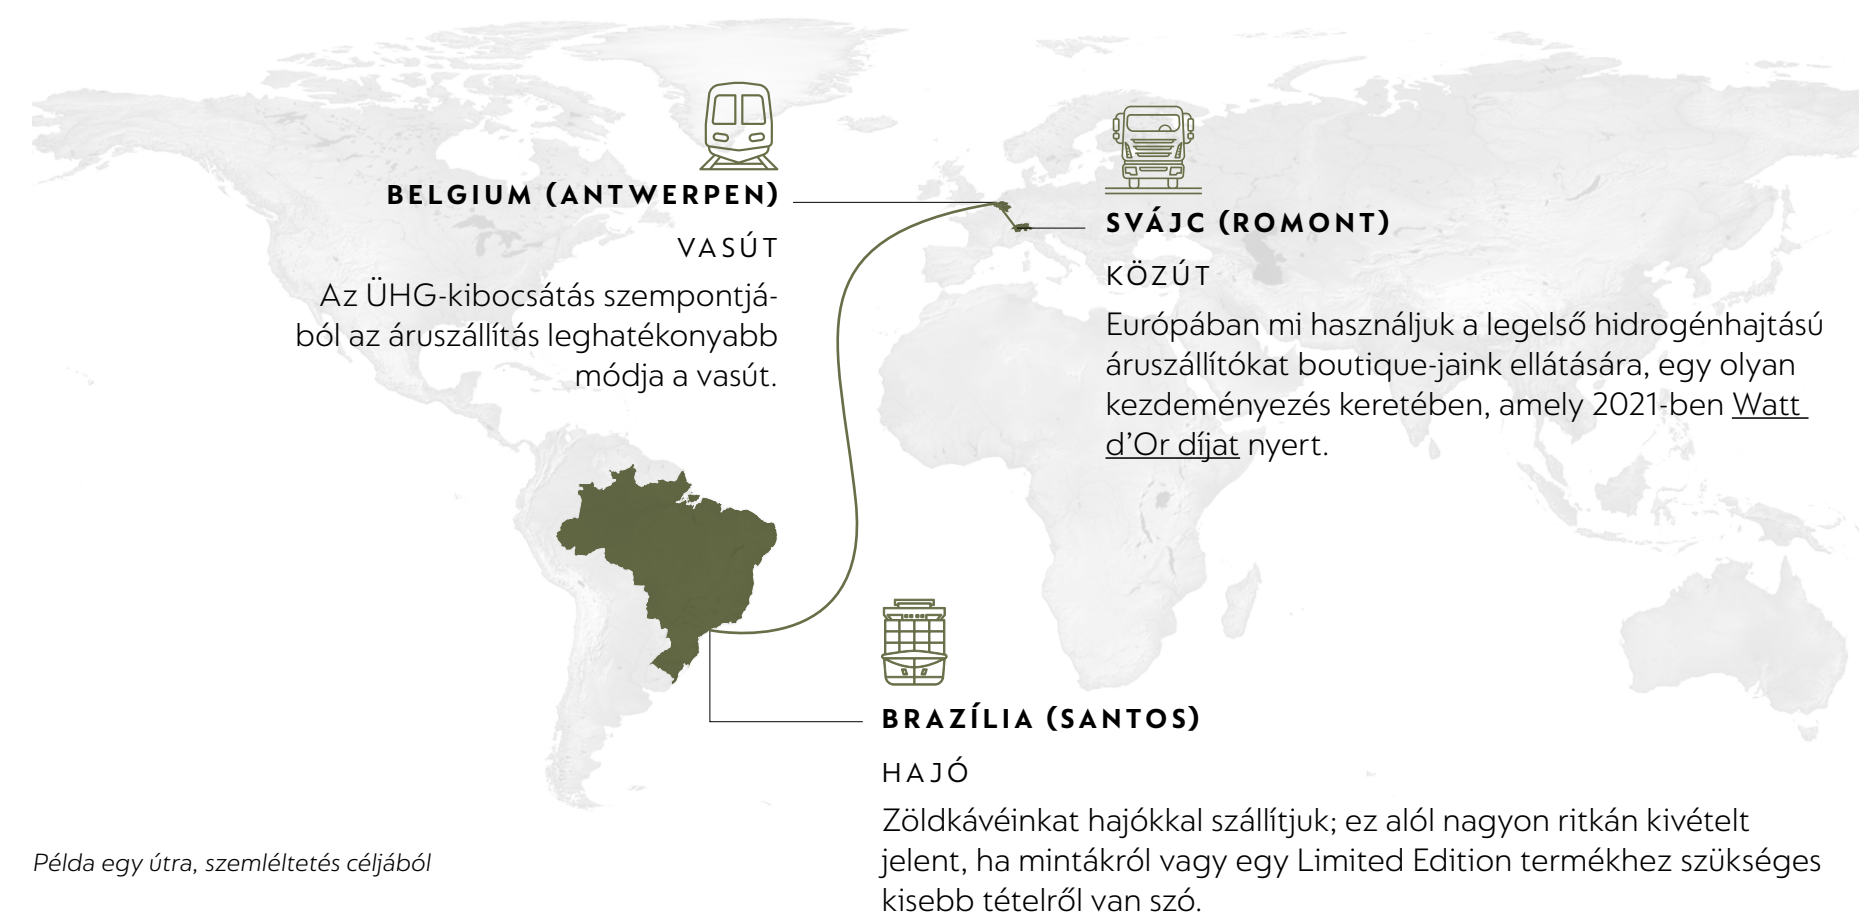 BELGIUM (ANTWERPEN)
VASÚT
Az ÜHG-kibocsátás szempontjá-
ból az áruszállítás leghatékonyabb
módja a vasút.
SVÁJC (ROMONT)
KÖZÚT
Európában mi használjuk a legelső hidrogénhajtású
áruszállítókat boutique-jaink ellátására, egy olyan
kezdeményezés keretében, amely 2021-ben Watt
d’Or díjat nyert.
BRAZÍLIA (SANTOS)
HAJÓ
Zöldkávéinkat hajókkal szállítjuk; ez alól nagyon ritkán kivételt
jelent, ha mintákról vagy egy Limited Edition termékhez szükséges
kisebb tételről van szó.
Példa egy útra, szemléltetés céljából